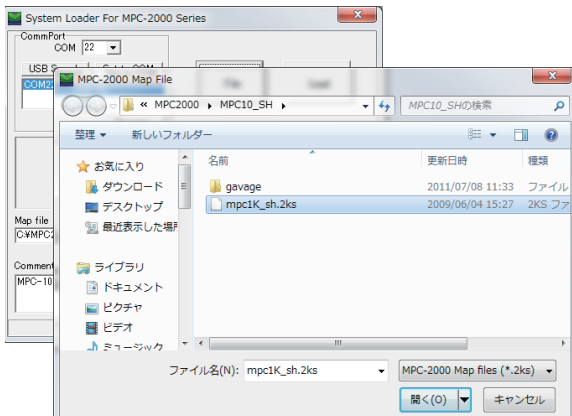 System Loader For MPC-2000 Series
CommPort
COM 22
USB
COM22
MPC-2000 Map File
« MPC2000 ▸ MPC10_SH ▸
MPC10_SHの検索
整理 新しいフォルダー
お気に入り
ダウンロード
デスクトップ
最近表示した場所
ライブラリ
ドキュメント
ピクチャ
ビデオ
ミュージック
名前 更新日時 種類
gavage 2011/07/08 11:33 ファイル
mpc1K_sh.2ks 2009/06/04 15:27 2KS ファ
Map file
C:¥MPC2
Comment
MPC-10
ファイル名(N): mpc1K_sh.2ks
MPC-2000 Map files (*.2ks)
開く(O) キャンセル